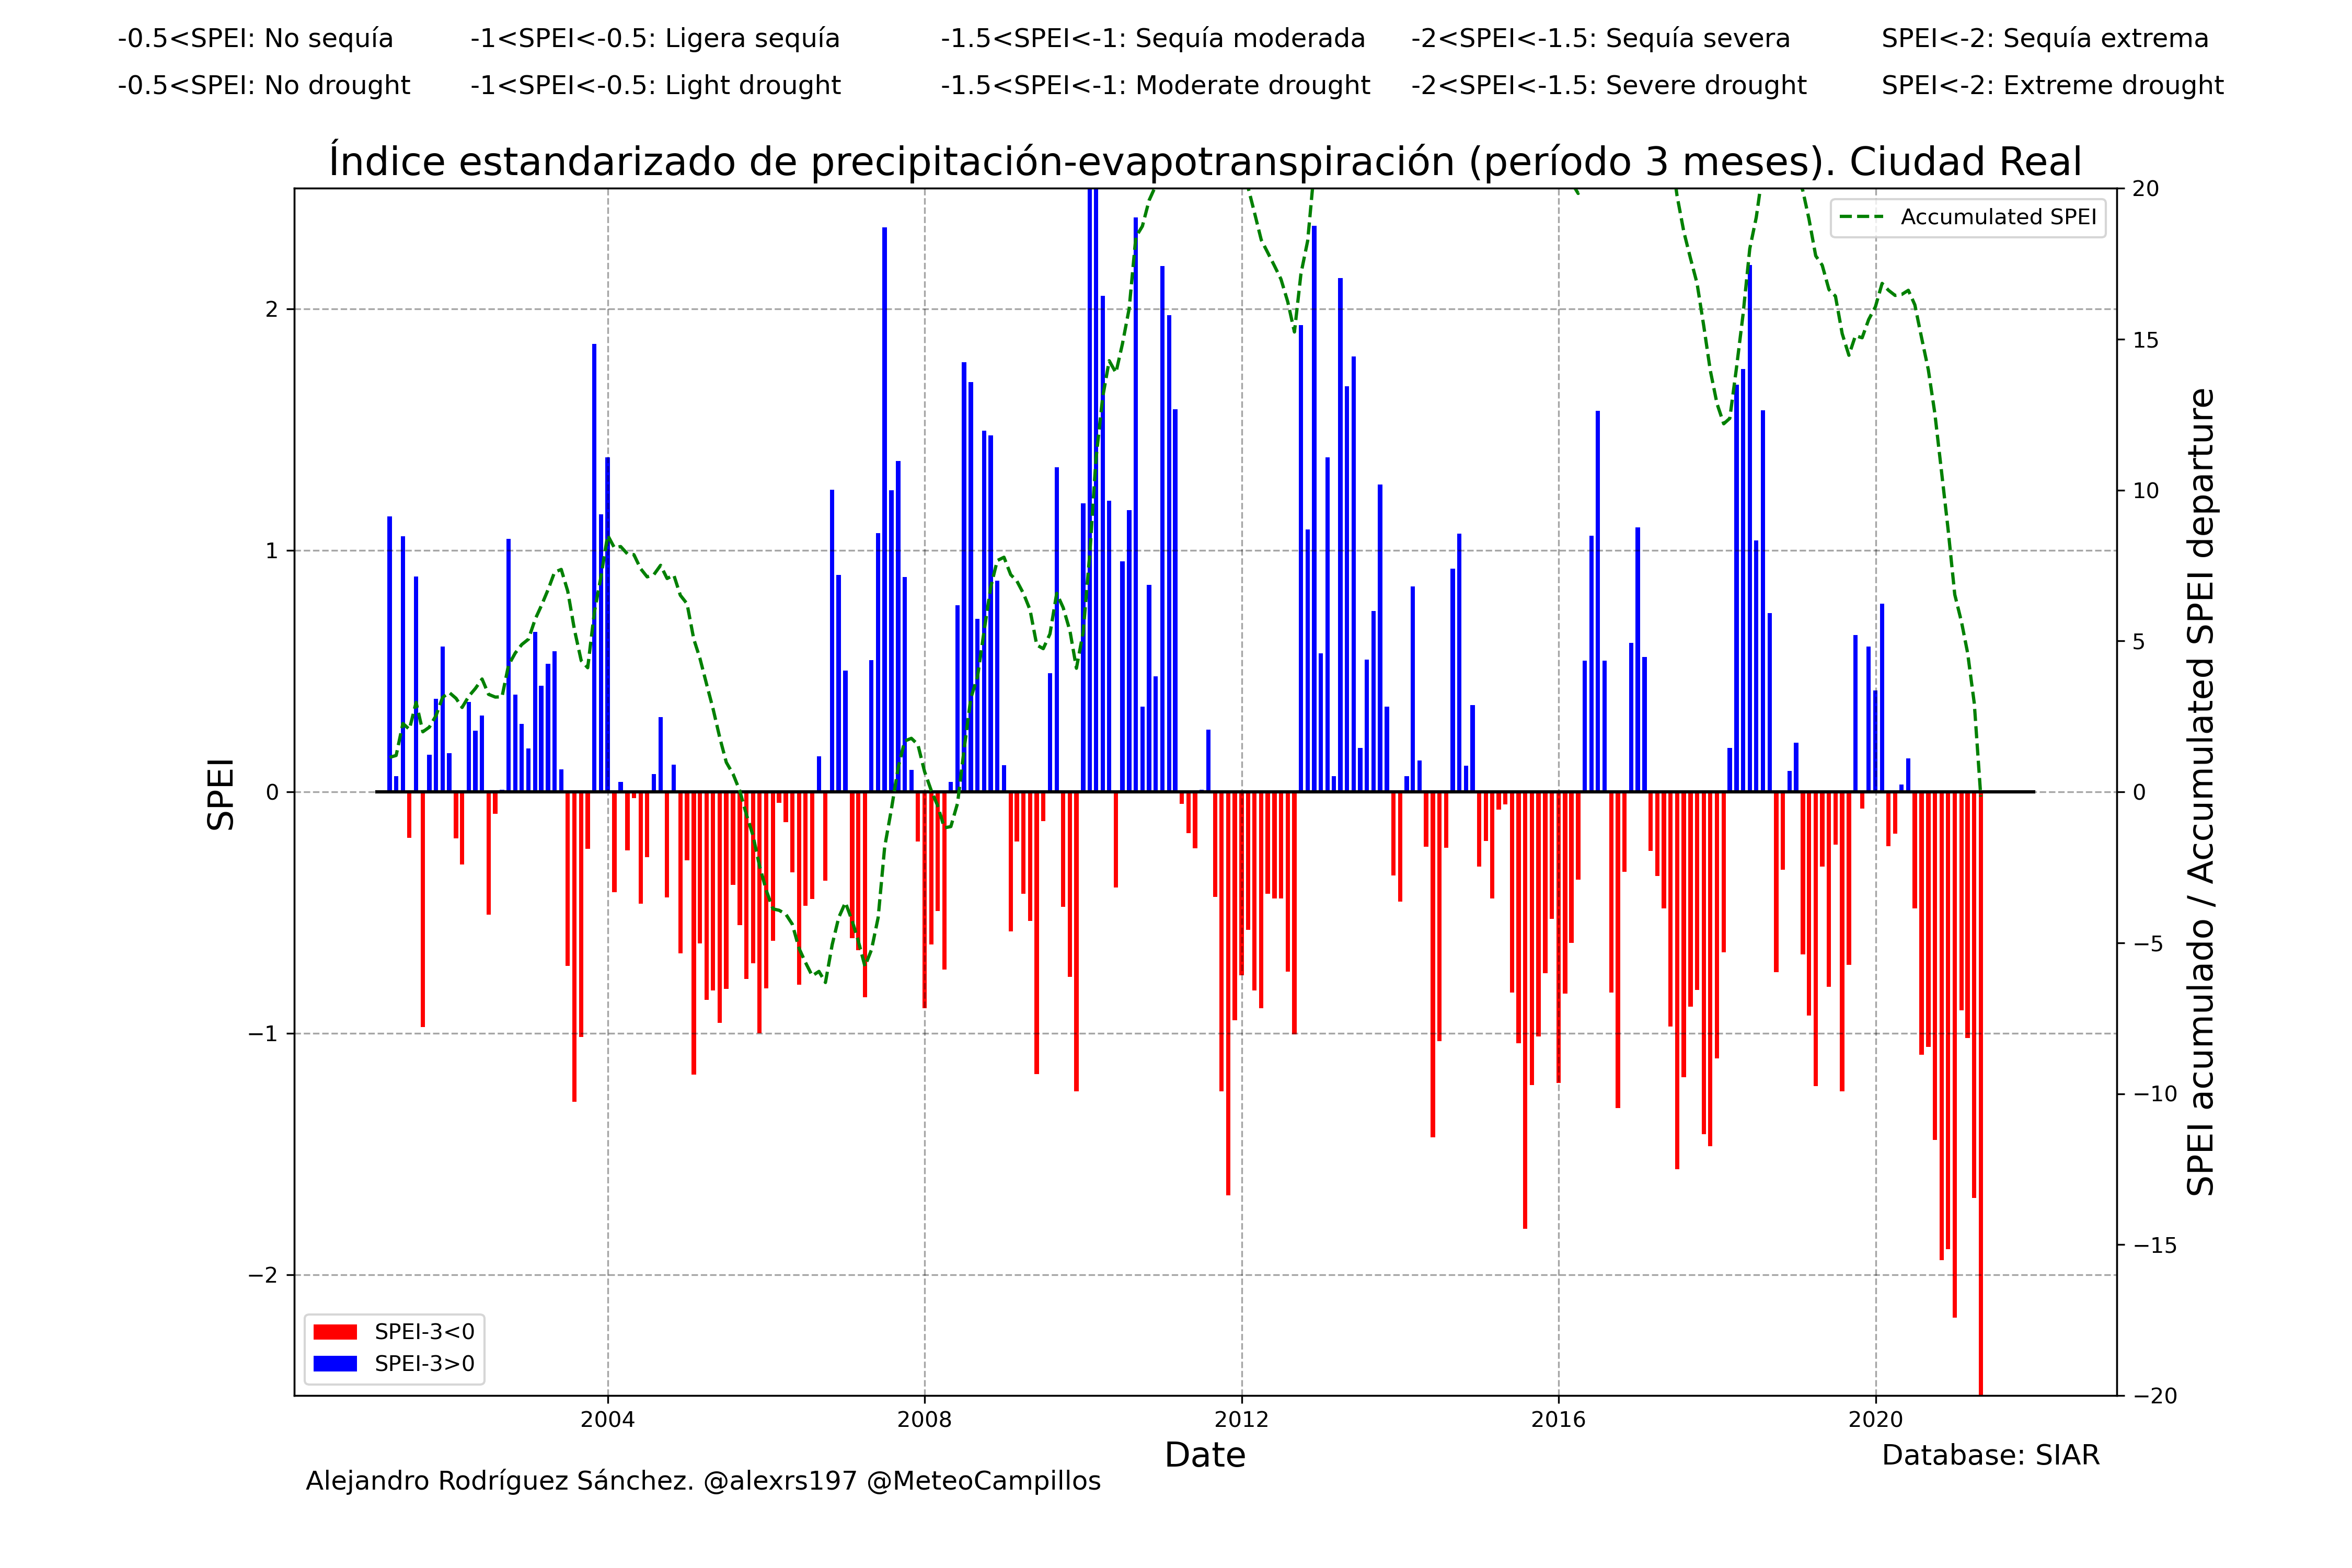 -0.5<SPEI: No sequía -1<SPEI<-0.5: Ligera sequía -1.5<SPEI<-1: Sequía moderada -2<SPEI<-1.5: Sequía severa SPEI<-2: Sequía extrema
-0.5<SPEI: No drought -1<SPEI<-0.5: Light drought -1.5<SPEI<-1: Moderate drought -2<SPEI<-1.5: Severe drought SPEI<-2: Extreme drought
Índice estandarizado de precipitación-evapotranspiración (período 3 meses). Ciudad Real
SPEI
2
1
0
−1
−2
Accumulated SPEI
SPEI-3<0
SPEI-3>0
20
15
10
5
0
−5
−10
−15
−20
SPEI acumulado / Accumulated SPEI departure
2004 2008 2012 2016 2020
Date
Database: SIAR
Alejandro Rodríguez Sánchez. @alexrs197 @MeteoCampillos